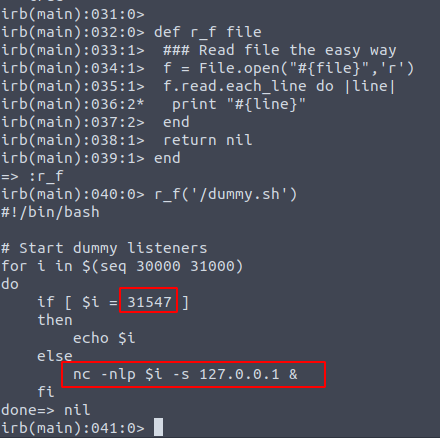 irb(main):031:0>
irb(main):032:0> def r_f file
irb(main):033:1>  ### Read file the easy way
irb(main):034:1>  f = File.open("#{file}",'r')
irb(main):035:1>  f.read.each_line do |line|
irb(main):036:2*   print "#{line}"
irb(main):037:2>  end
irb(main):038:1>  return nil
irb(main):039:1> end
=> :r_f
irb(main):040:0> r_f('/dummy.sh')
#!/bin/bash

# Start dummy listeners
for i in $(seq 30000 31000)
do
    if [ $i = 31547 ]
    then
        echo $i
    else
        nc -nlp $i -s 127.0.0.1 &
    fi
done=> nil
irb(main):041:0>